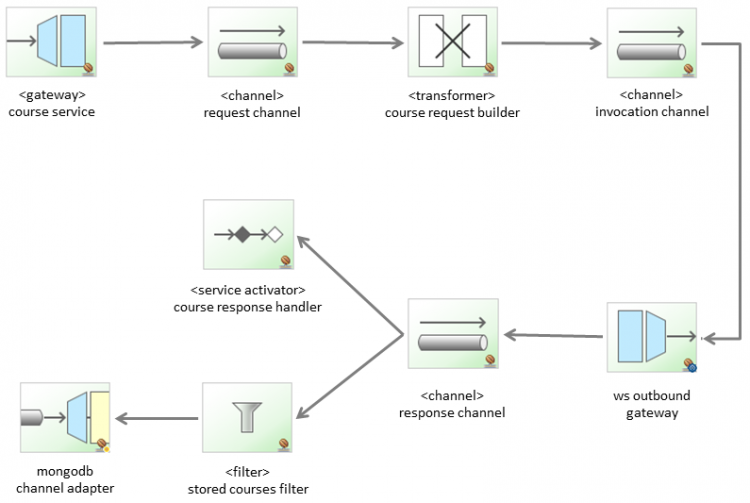 <gateway>
course service
<channel>
request channel
<transformer>
course request builder
<channel>
invocation channel
<service activator>
course response handler
<channel>
response channel
ws outbound
gateway
mongodb
channel adapter
<filter>
stored courses filter